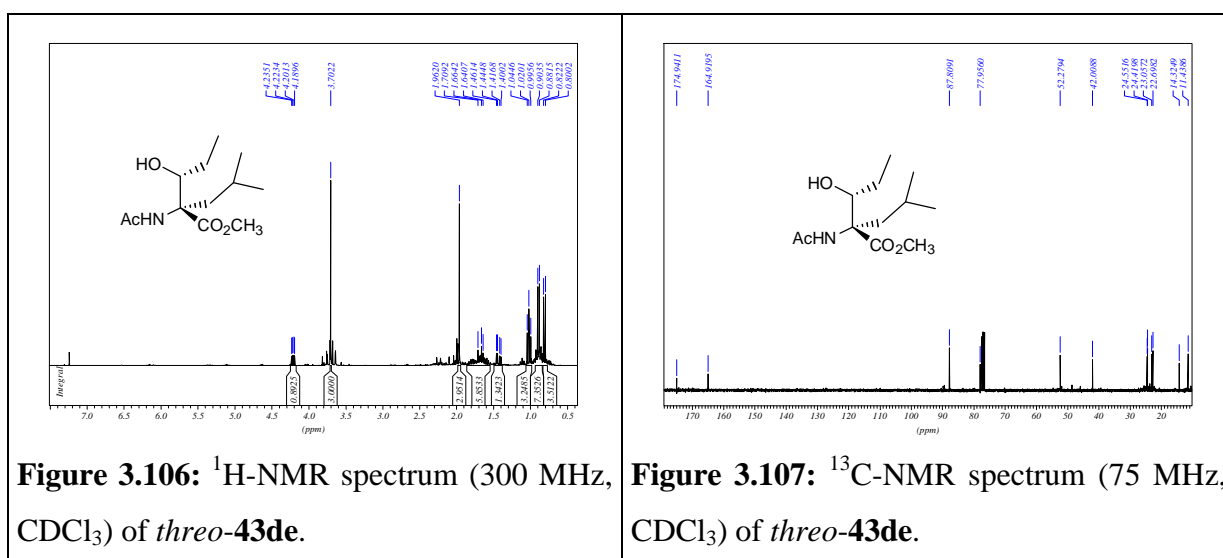 4.2351
4.2234
4.2013
4.1896
3.7022
1.9620
1.7092
1.6642
1.6407
1.4614
1.4448
1.4168
1.4002
1.0446
1.0201
0.9956
0.9035
0.8815
0.8222
0.8002
HO
AcHN
CO2CH3
Integral
0.8925
3.0000
2.9514
5.8533
1.3423
3.2485
7.3526
3.5122
7.0 6.5 6.0 5.5 5.0 4.5 4.0 3.5 3.0 2.5 2.0 1.5 1.0 0.5
(ppm)
Figure 3.106: ¹H-NMR spectrum (300 MHz,
CDCl₃) of threo-43de.
174.9411
164.9195
87.8091
77.9560
52.2794
42.0088
24.5516
24.4198
23.0572
22.6982
14.3249
11.4386
HO
AcHN
CO2CH3
170 160 150 140 130 120 110 100 90 80 70 60 50 40 30 20
(ppm)
Figure 3.107: ¹³C-NMR spectrum (75 MHz,
CDCl₃) of threo-43de.